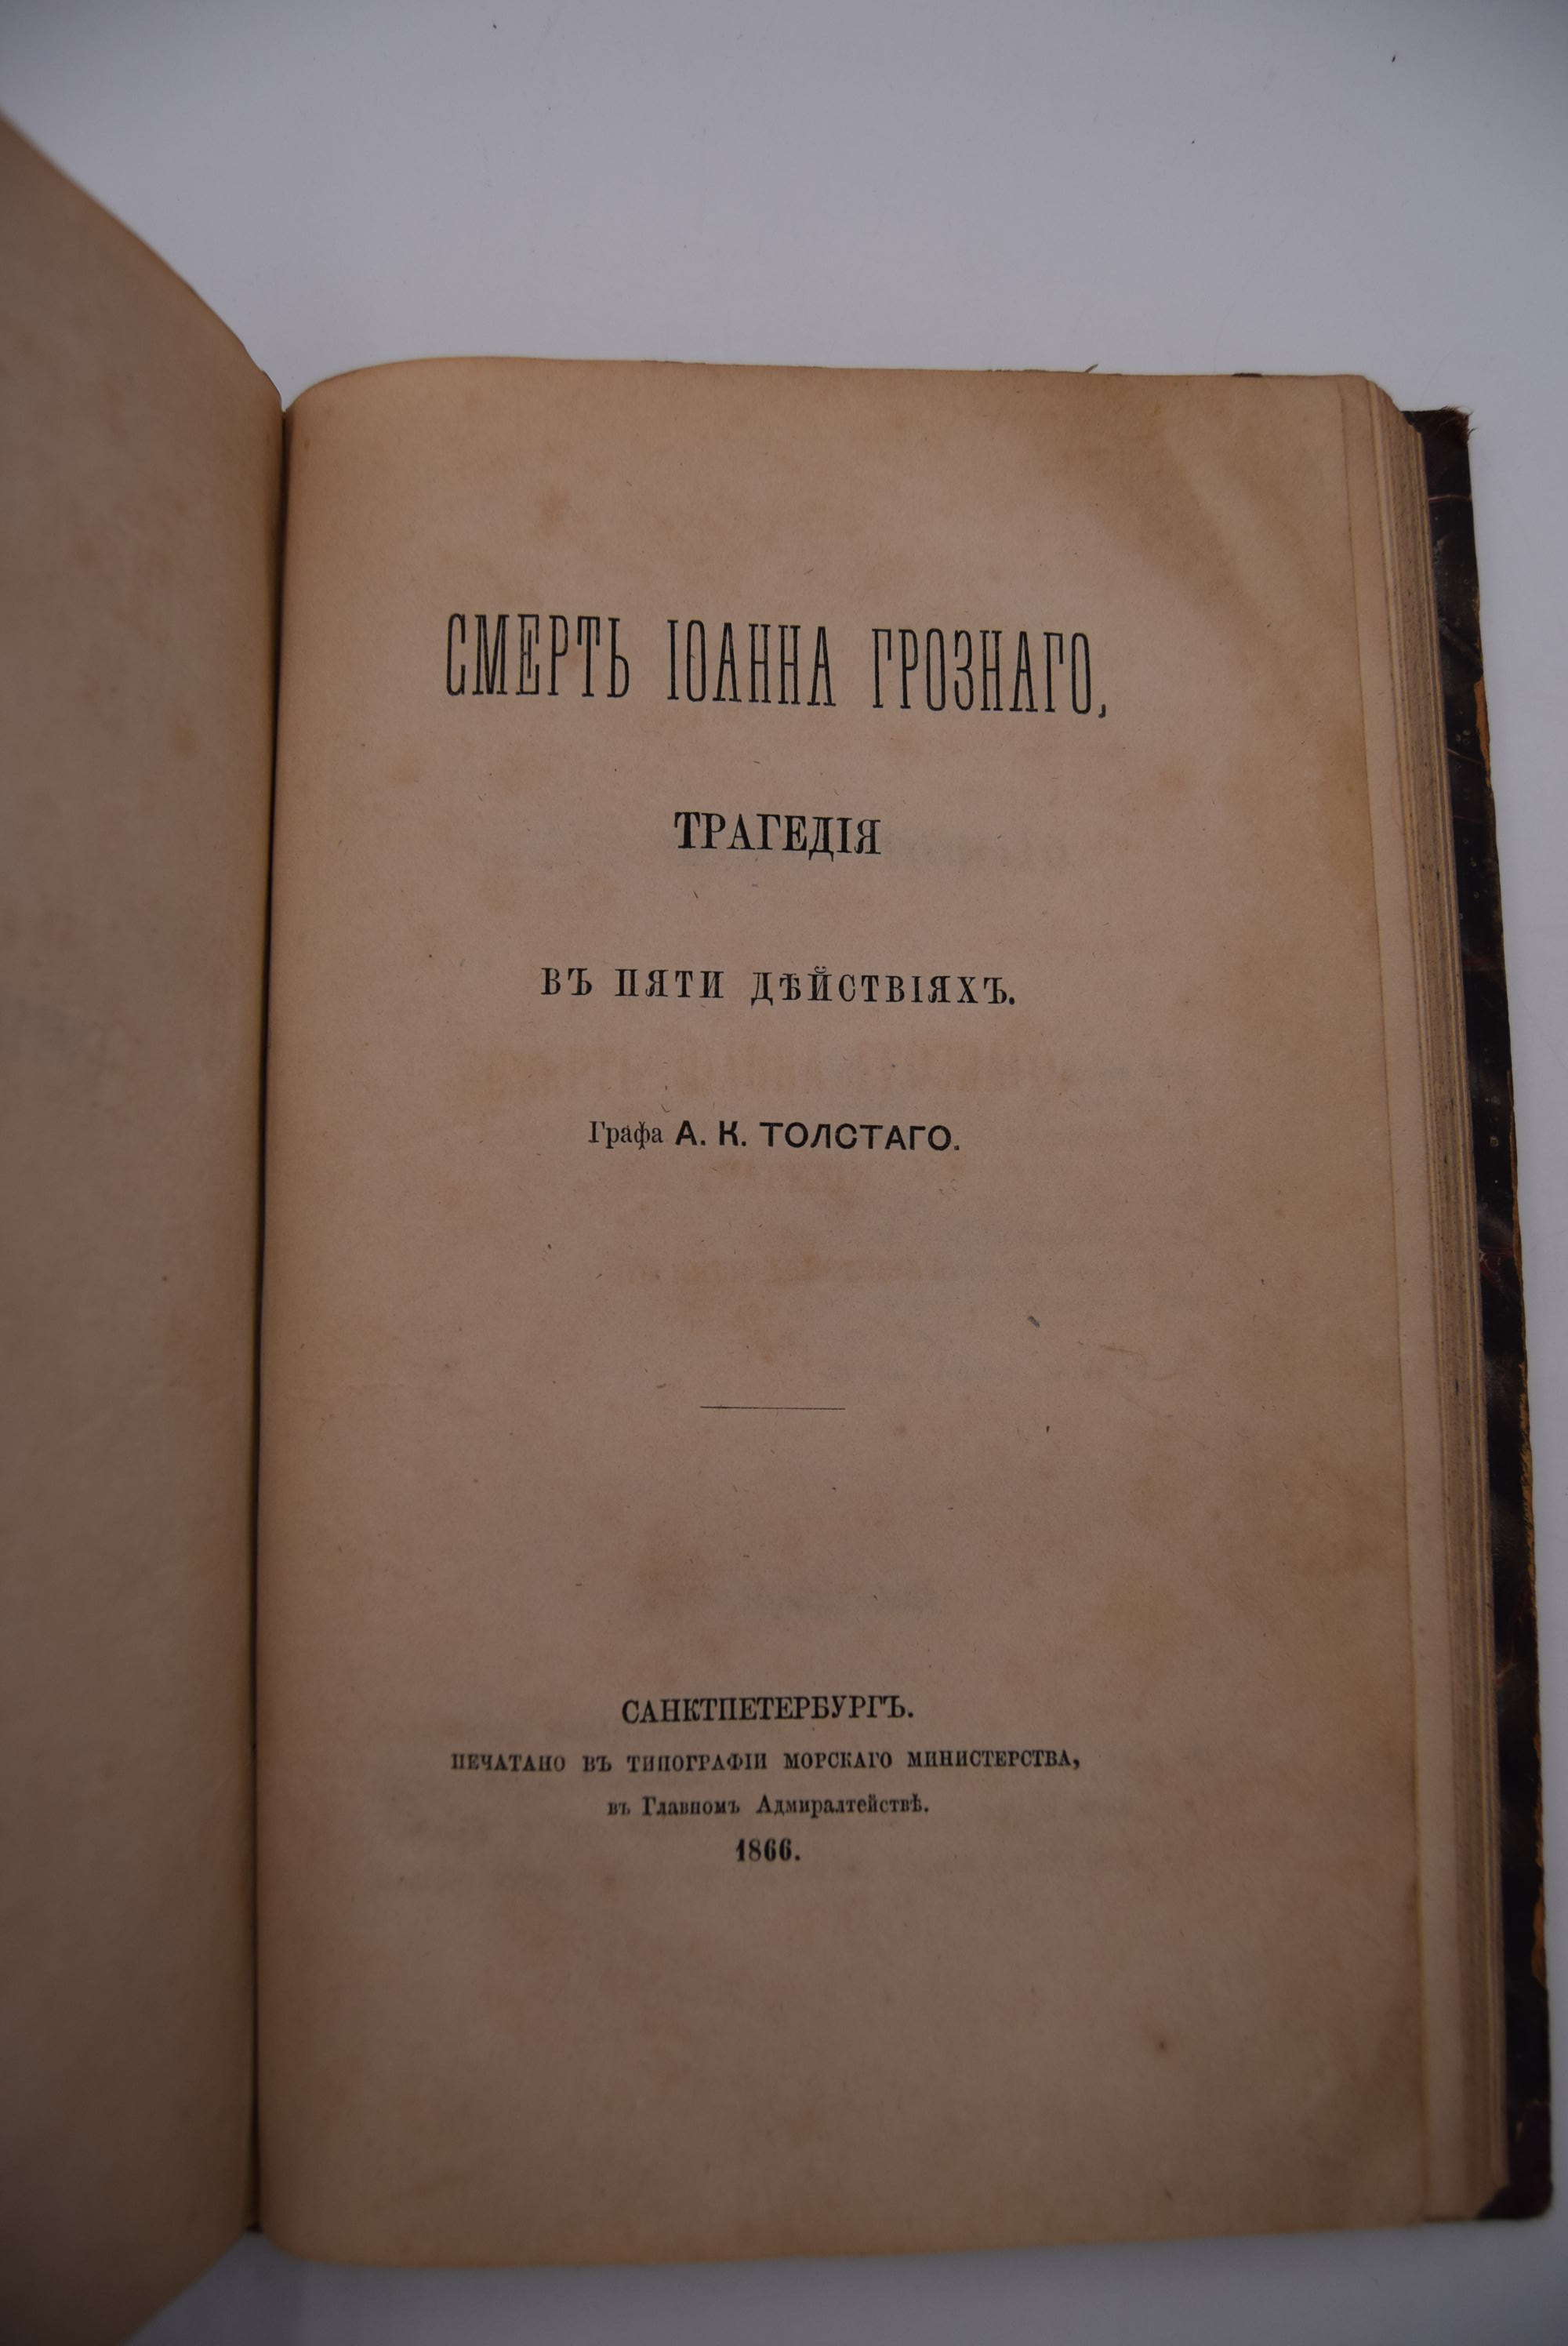 СМЕРТЬ ІОАННА ГРОЗНАГО,
ТРАГЕДІЯ
ВЪ ПЯТИ ДѢЙСТВІЯХЪ.
Графа А. К. ТОЛСТАГО.
САНКТПЕТЕРБУРГЪ.
ПЕЧАТАНО ВЪ ТИПОГРАФІИ МОРСКАГО МИНИСТЕРСТВА,
въ Главномъ Адмиралтействѣ.
1866.